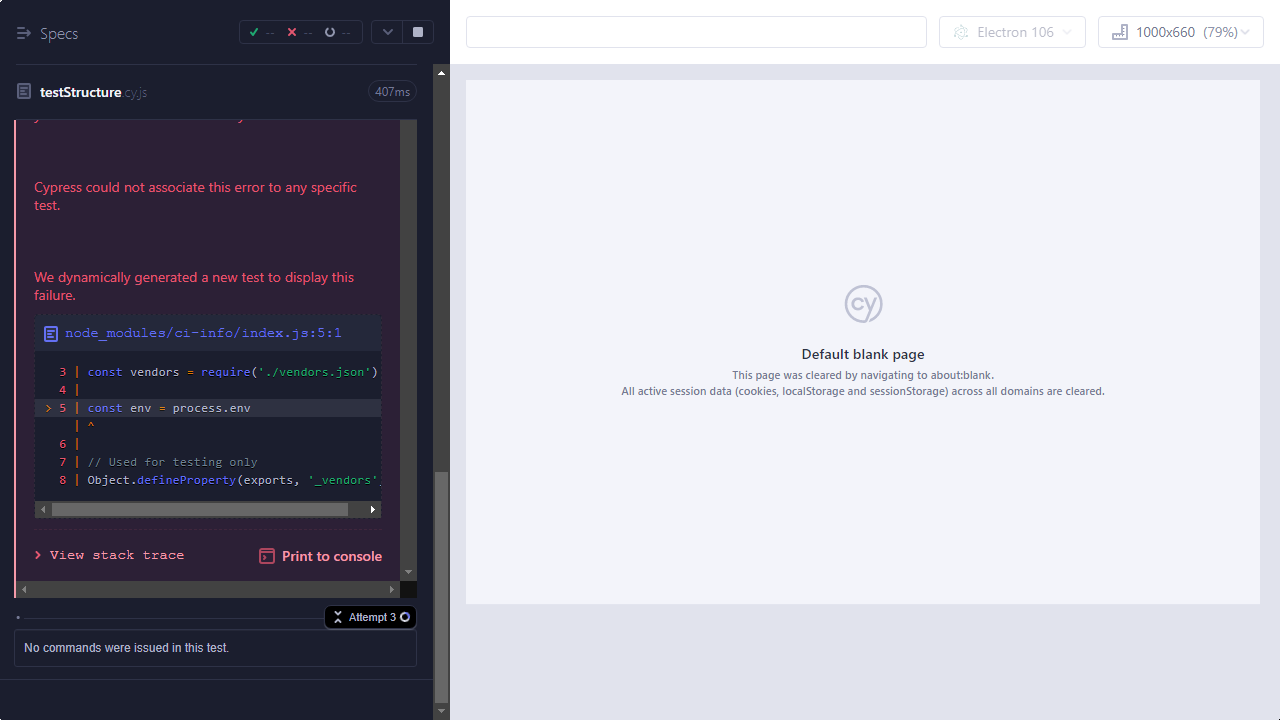 Specs
-- -- --
Electron 106
1000x660 (79%)
testStructure.cy.js
407ms
Cypress could not associate this error to any specific
test.
We dynamically generated a new test to display this
failure.
node_modules/ci-info/index.js:5:1
3 | const vendors = require('./vendors.json')
4 |
> 5 | const env = process.env
| ^
6 |
7 | // Used for testing only
8 | Object.defineProperty(exports, '_vendors'
View stack trace
Print to console
Attempt 3
No commands were issued in this test.
cy
Default blank page
This page was cleared by navigating to about:blank.
All active session data (cookies, localStorage and sessionStorage) across all domains are cleared.